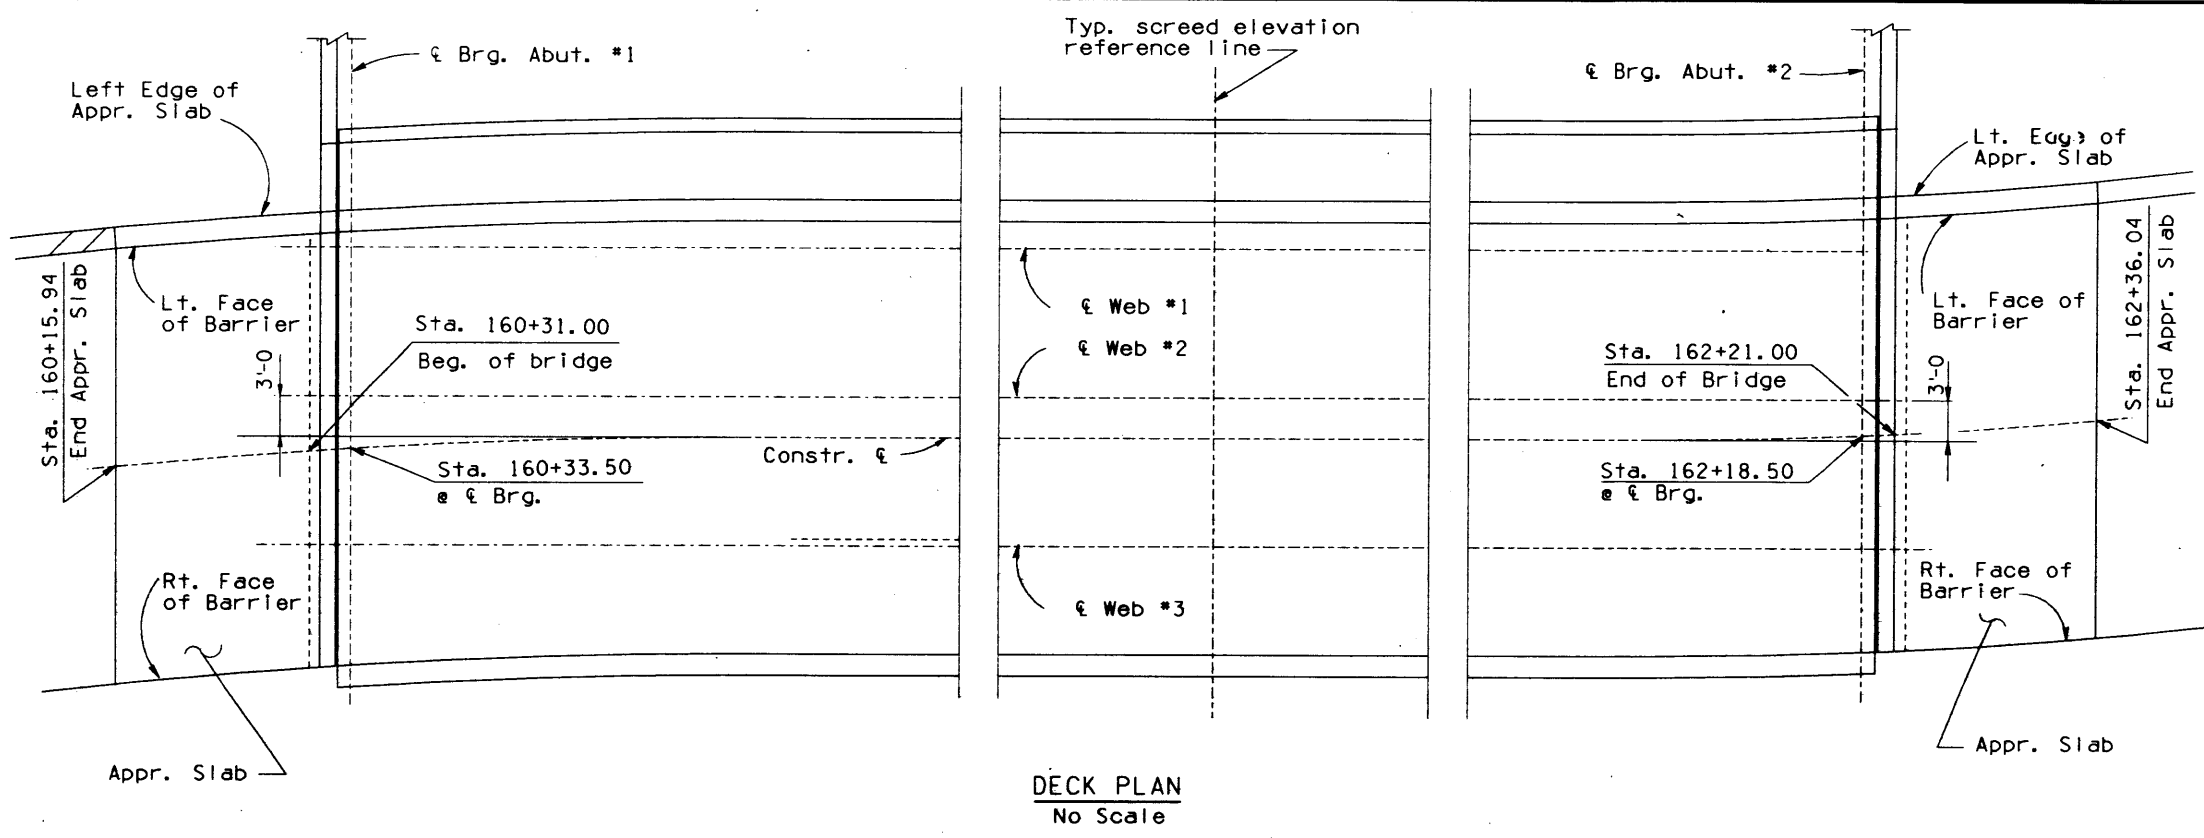 Typ. screed elevation
reference line
℄ Brg. Abut. #1
℄ Brg. Abut. #2
Left Edge of
Appr. Slab
Lt. of
Appr. Slab
Sta. 160+15.94
End Appr. Slab
Lt. Face
of Barrier
Sta. 160+31.00
Beg. of bridge
3'-0
Sta. 160+33.50
@ ℄ Brg.
℄ Web #1
℄ Web #2
Constr. ℄
℄ Web #3
Sta. 162+21.00
End of Bridge
3'-0
Sta. 162+18.50
@ ℄ Brg.
Lt. Face of
Barrier
Sta. 162+36.04
End Appr. Slab
Rt. Face
of Barrier
Rt. Face of
Barrier
Appr. Slab
Appr. Slab
DECK PLAN
No Scale